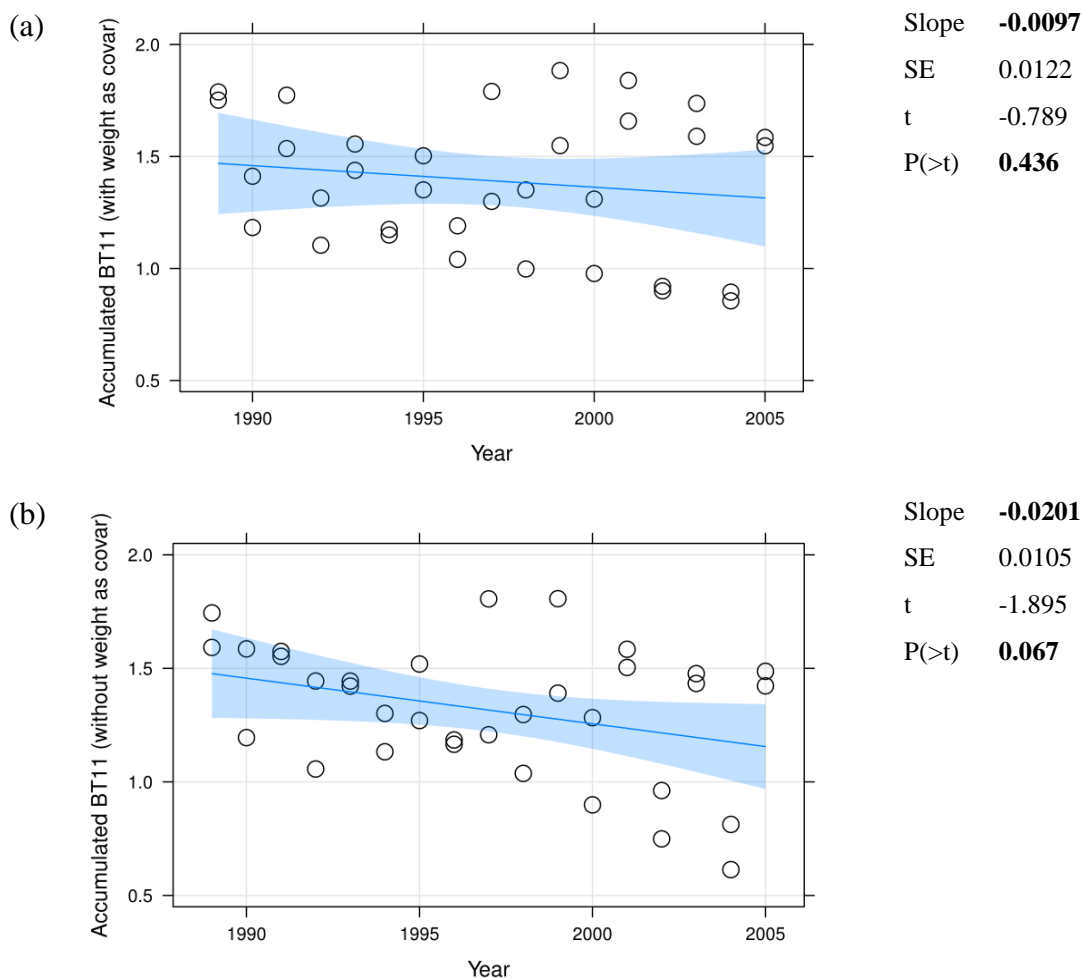 (a)
Accumulated BT11 (with weight as covar)
2.0
1.5
1.0
0.5
1990 1995 2000 2005
Year
Slope -0.0097
SE 0.0122
t -0.789
P(>t) 0.436
(b)
Accumulated BT11 (without weight as covar)
2.0
1.5
1.0
0.5
1990 1995 2000 2005
Year
Slope -0.0201
SE 0.0105
t -1.895
P(>t) 0.067